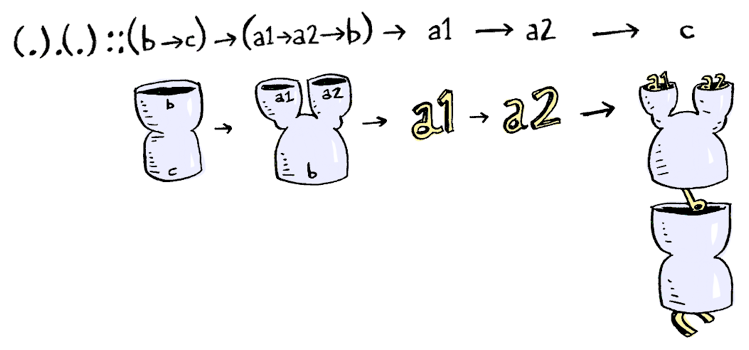 (.).(.) :: (b→c) → (a1→a2→b) → a1 → a2 → c
b a1 a2 → → a1 → a2 → a1 a2
c b
b
c